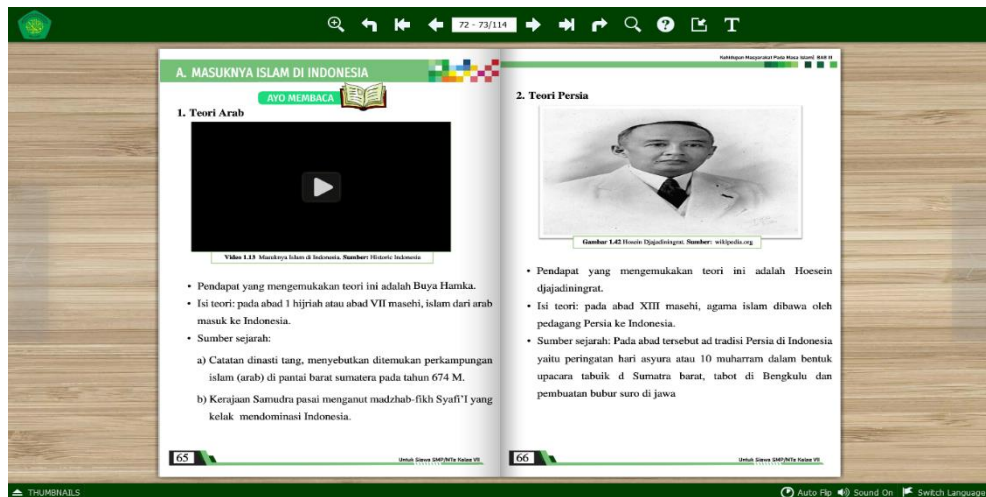 72 - 73/114
A. MASUKNYA ISLAM DI INDONESIA
AYO MEMBACA
1. Teori Arab
Video 1.13 Masuknya Islam di Indonesia. Sumber: Historic Indonesia
• Pendapat yang mengemukakan teori ini adalah Buya Hamka.
• Isi teori: pada abad 1 hijriah atau abad VII masehi, islam dari arab
masuk ke Indonesia.
• Sumber sejarah:
a) Catatan dinasti tang, menyebutkan ditemukan perkampungan
islam (arab) di pantai barat sumatera pada tahun 674 M.
b) Kerajaan Samudra pasai menganut madzhab-fikh Syafi’I yang
kelak mendominasi Indonesia.
65
Untuk Siswa SMP/MTs Kelas VII
Kehidupan Masyarakat Pada Masa Islam| BAB III
2. Teori Persia
Gambar 1.42 Hosein Djajadiningrat. Sumber: wikipedia.org
• Pendapat yang mengemukakan teori ini adalah Hoesein
djajadiningrat.
• Isi teori: pada abad XIII masehi, agama islam dibawa oleh
pedagang Persia ke Indonesia.
• Sumber sejarah: Pada abad tersebut ad tradisi Persia di Indonesia
yaitu peringatan hari asyura atau 10 muharram dalam bentuk
upacara tabuik d Sumatra barat, tabot di Bengkulu dan
pembuatan bubur suro di jawa
66
Untuk Siswa SMP/MTs Kelas VII
THUMBNAILS
Auto Flip
Sound On
Switch Language